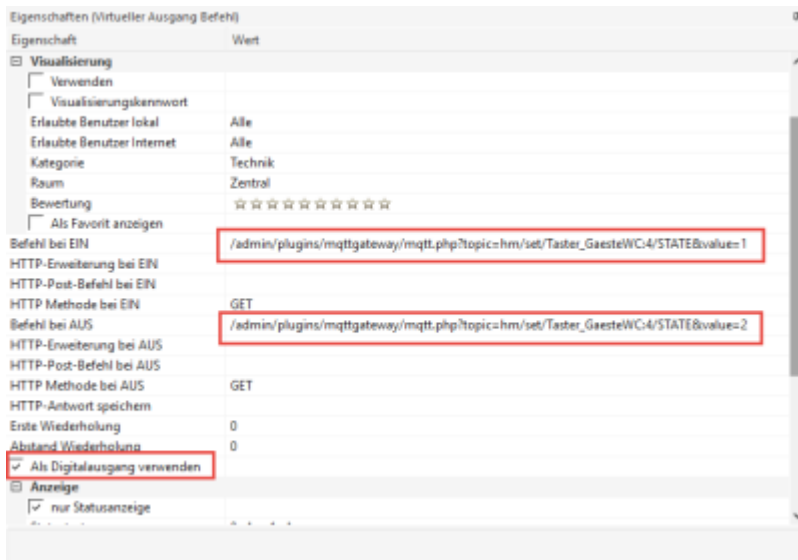 Eigenschaften (Virtueller Ausgang Befehl)
Eigenschaft Wert
Visualisierung
Verwenden
Visualisierungskennwort
Erlaubte Benutzer lokal Alle
Erlaubte Benutzer Internet Alle
Kategorie Technik
Raum Zentral
Bewertung
Als Favorit anzeigen
Befehl bei EIN /admin/plugins/mqttgateway/mqtt.php?topic=hm/set/Taster_GaesteWC:4/STATE&value=1
HTTP-Erweiterung bei EIN
HTTP-Post-Befehl bei EIN
HTTP Methode bei EIN GET
Befehl bei AUS /admin/plugins/mqttgateway/mqtt.php?topic=hm/set/Taster_GaesteWC:4/STATE&value=2
HTTP-Erweiterung bei AUS
HTTP-Post-Befehl bei AUS
HTTP Methode bei AUS GET
HTTP-Antwort speichern
Erste Wiederholung 0
Abstand Wiederholung 0
Als Digitalausgang verwenden
Anzeige
nur Statusanzeige